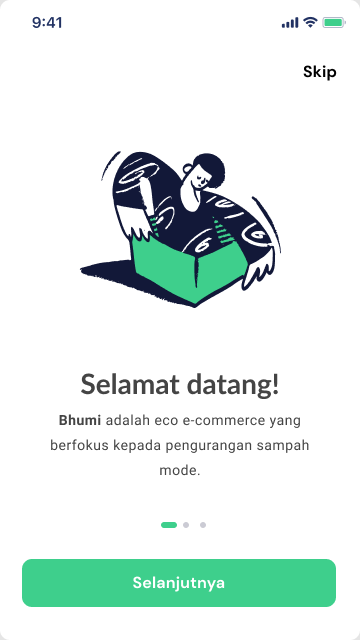 9:41
Skip
Selamat datang!
Bhumi adalah eco e-commerce yang
berfokus kepada pengurangan sampah
mode.
Selanjutnya